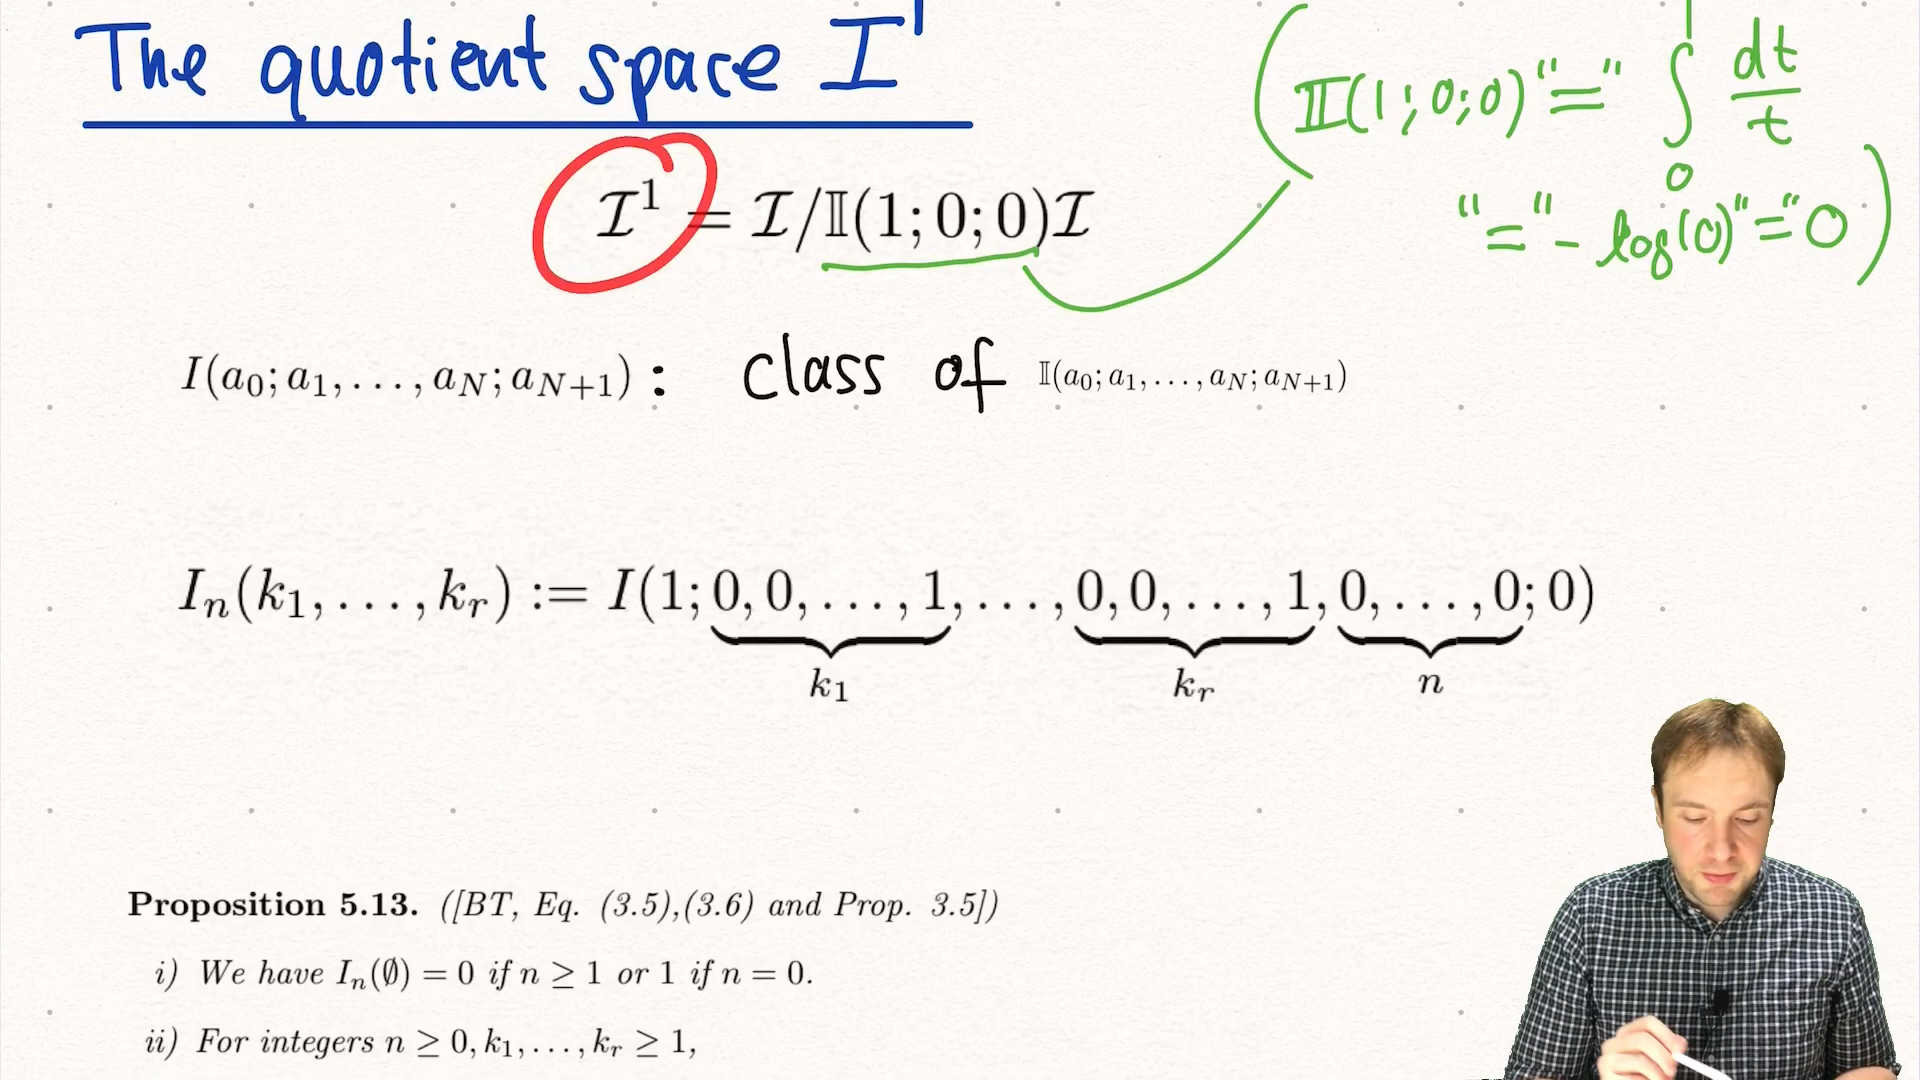 The quotient space I¹
𝕀(1;0;0) "=" ∫₀¹ dt/t
"=" - log(0) "=" 0
ℐ¹ = ℐ/𝕀(1; 0; 0)ℐ
I(a₀; a₁, . . . , a_N; a_{N+1}) : class of 𝕀(a₀; a₁, . . . , a_N; a_{N+1})
I_n(k₁, . . . , k_r) := I(1; 0, 0, . . . , 1, . . . , 0, 0, . . . , 1, 0, . . . , 0; 0)
k₁ k_r n
Proposition 5.13. ([BT, Eq. (3.5),(3.6) and Prop. 3.5])
i) We have I_n(∅) = 0 if n ≥ 1 or 1 if n = 0.
ii) For integers n ≥ 0, k₁, . . . , k_r ≥ 1,